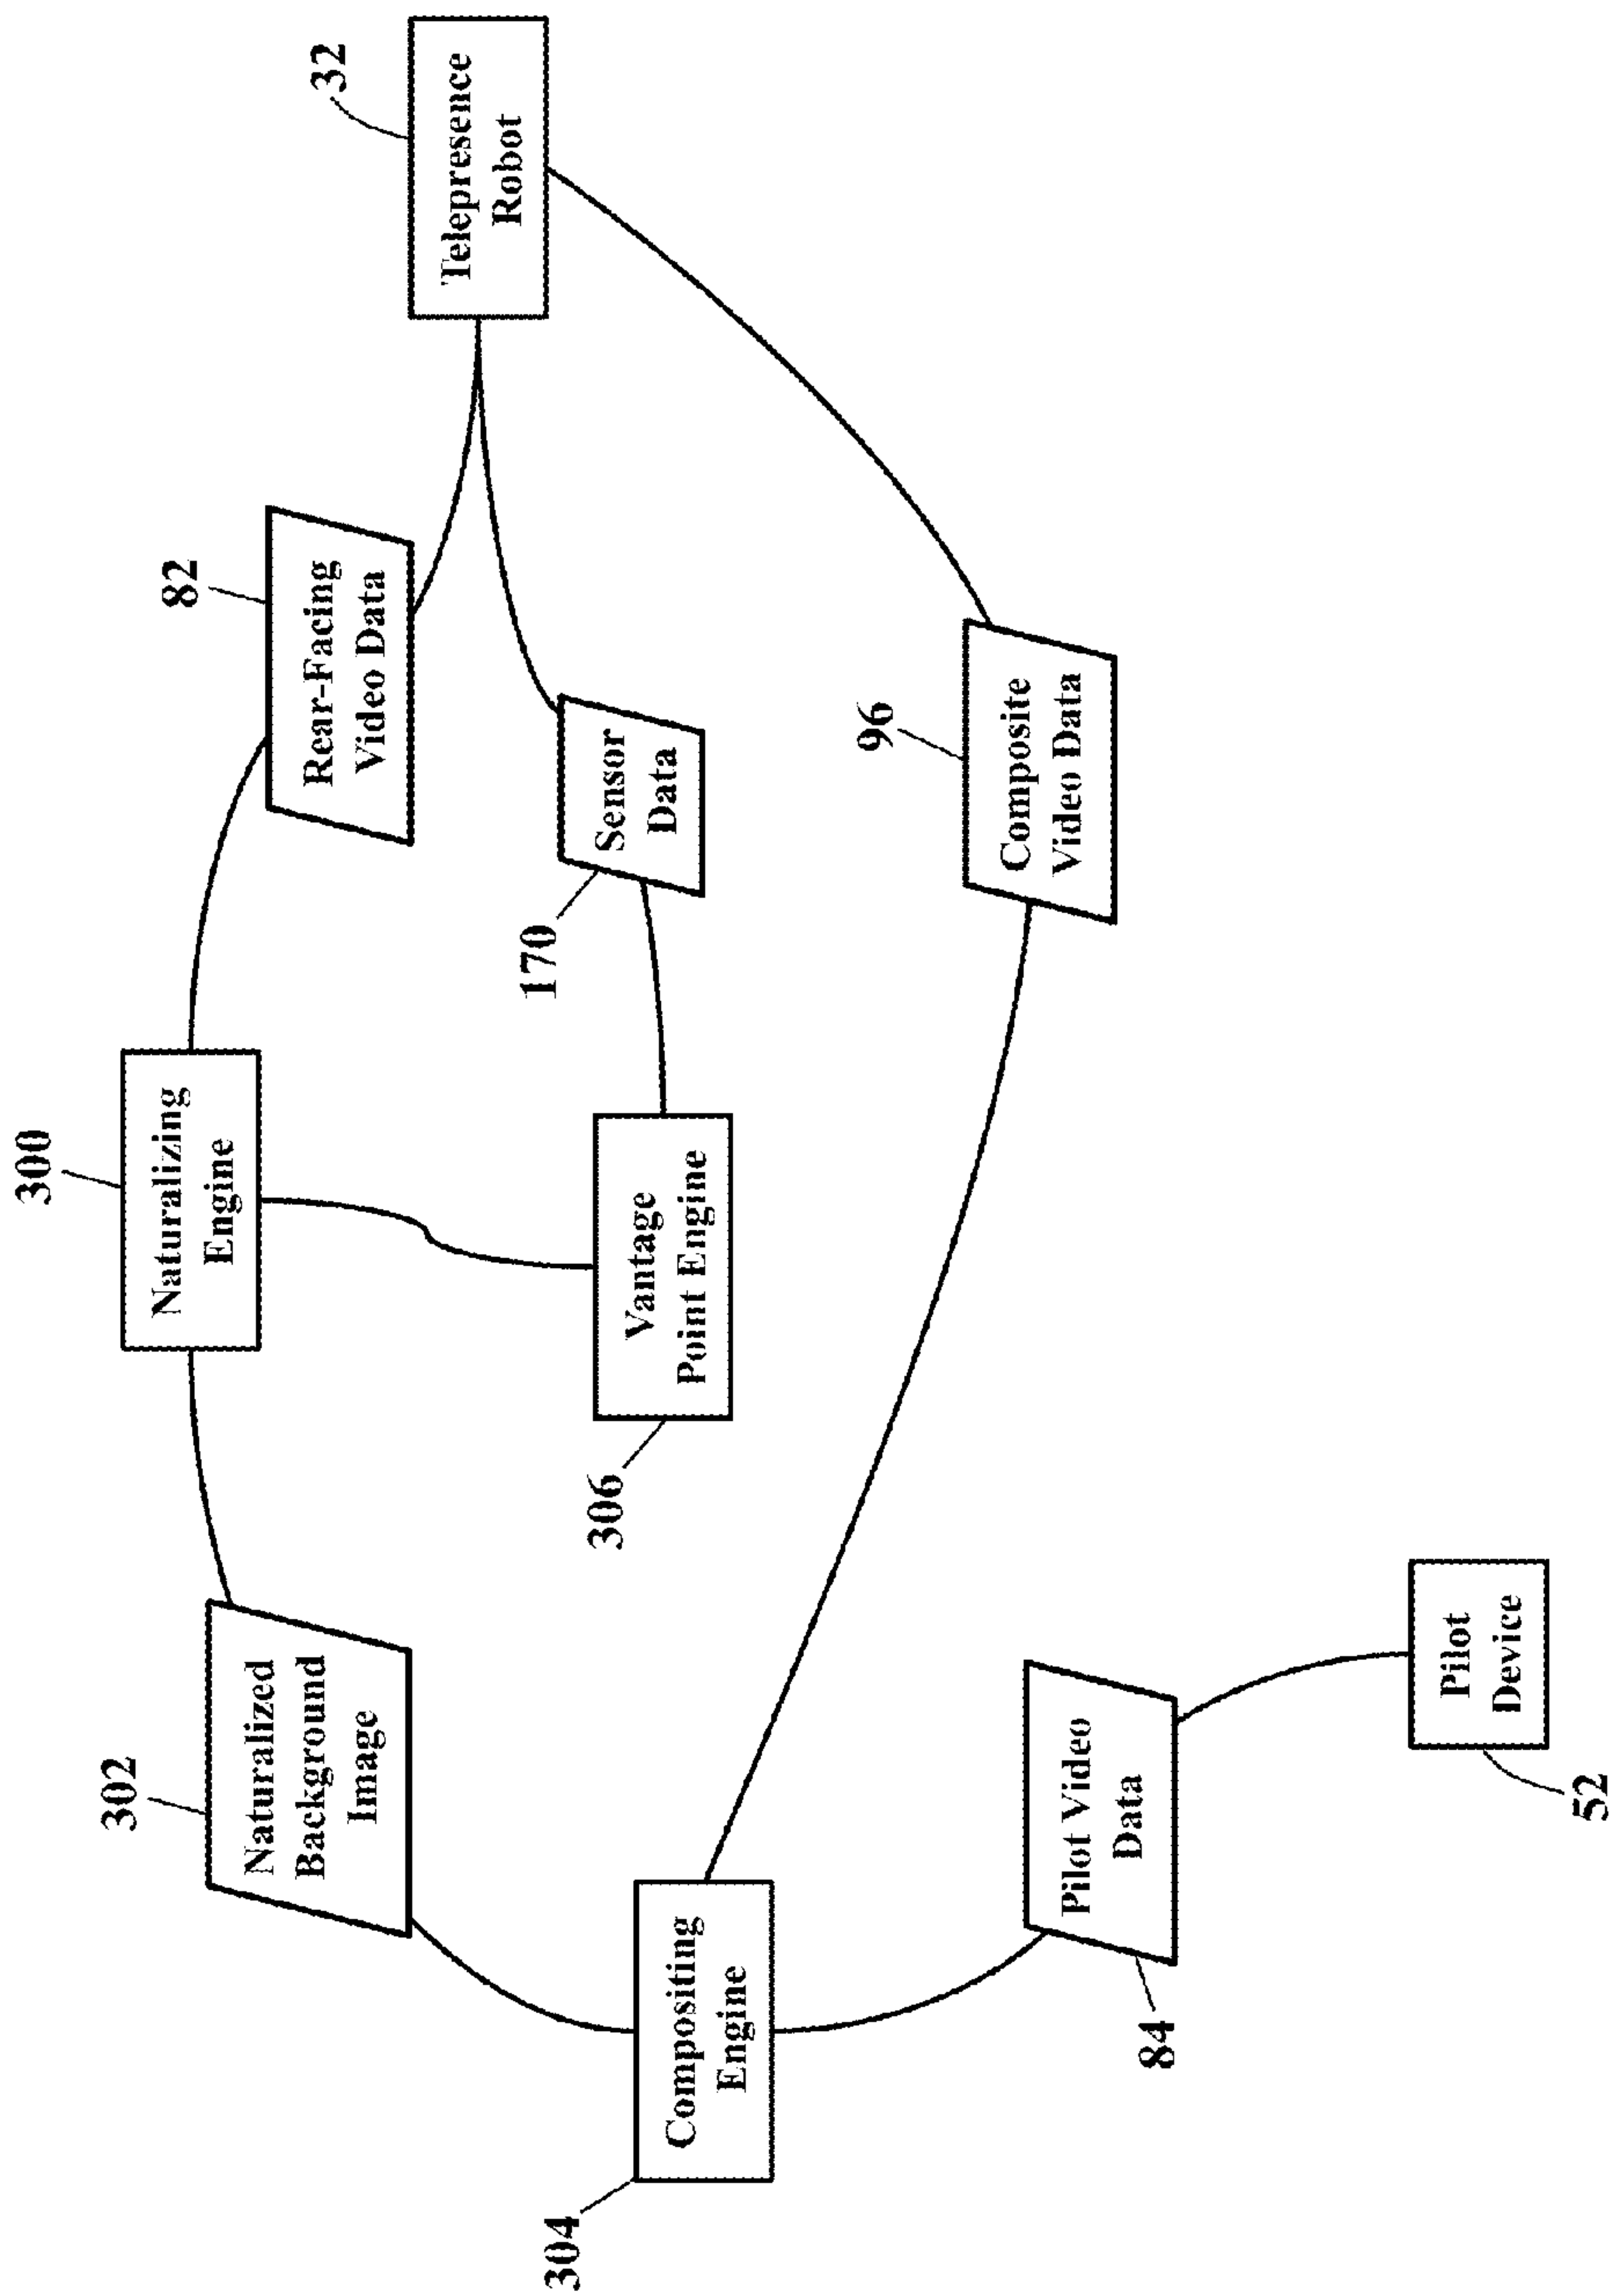 300
Naturalizing
Engine
302
Naturalized
Background
Image
82
Rear-Facing
Video Data
32
Telepresence
Robot
170
Sensor
Data
306
Vantage
Point Engine
304
Compositing
Engine
96
Composite
Video Data
84
Pilot Video
Data
52
Pilot
Device